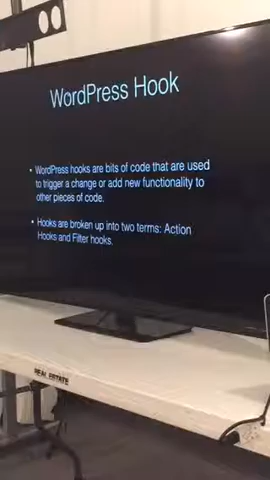 WordPress Hook
• WordPress hooks are bits of code that are used
to trigger a change or add new functionality to
other pieces of code.
• Hooks are broken up into two terms: Action
Hooks and Filter hooks.
REAL ESTATE